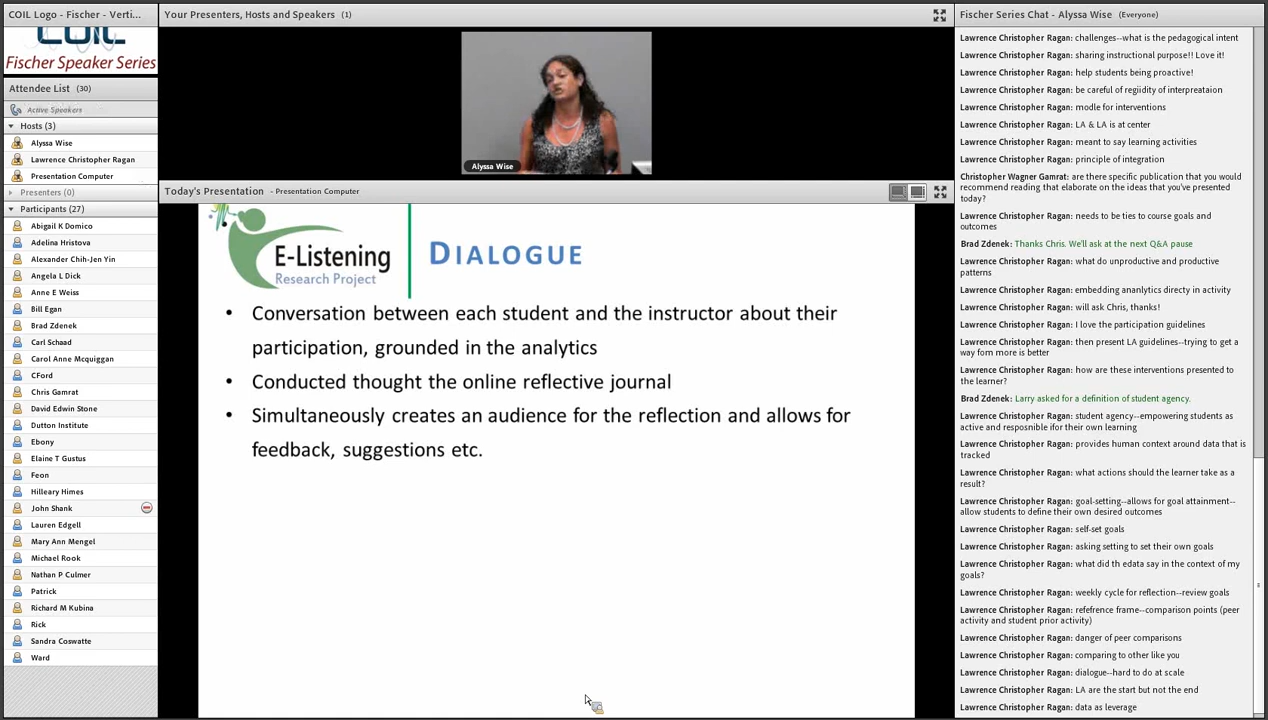 COIL Logo - Fischer - Verti...
COIL
Fischer Speaker Series
Attendee List (30)
Active Speakers
Hosts (3)
Alyssa Wise
Lawrence Christopher Ragan
Presentation Computer
Presenters (0)
Participants (27)
Abigail K Domico
Adelina Hristova
Alexander Chih-Jen Yin
Angela L Dick
Anne E Weiss
Bill Egan
Brad Zdenek
Carl Schaad
Carol Anne Mcquiggan
CFord
Chris Gamrat
David Edwin Stone
Dutton Institute
Ebony
Elaine T Gustus
Feon
Hilleary Himes
John Shank
Lauren Edgell
Mary Ann Mengel
Michael Rook
Nathan P Culmer
Patrick
Richard M Kubina
Rick
Sandra Coswatte
Ward
Your Presenters, Hosts and Speakers (1)
Alyssa Wise
Today's Presentation - Presentation Computer
E-Listening
Research Project
DIALOGUE
• Conversation between each student and the instructor about their
participation, grounded in the analytics
• Conducted thought the online reflective journal
• Simultaneously creates an audience for the reflection and allows for
feedback, suggestions etc.
Fischer Series Chat - Alyssa Wise (Everyone)
Lawrence Christopher Ragan: challenges--what is the pedagogical intent
Lawrence Christopher Ragan: sharing instructional purpose!! Love it!
Lawrence Christopher Ragan: help students being proactive!
Lawrence Christopher Ragan: be careful of regiidity of interpreataion
Lawrence Christopher Ragan: modle for interventions
Lawrence Christopher Ragan: LA & LA is at center
Lawrence Christopher Ragan: meant to say learning activities
Lawrence Christopher Ragan: principle of integration
Christopher Wagner Gamrat: are there specific publication that you would
recommend reading that elaborate on the ideas that you've presented
today?
Lawrence Christopher Ragan: needs to be ties to course goals and
outcomes
Brad Zdenek: Thanks Chris. We'll ask at the next Q&A pause
Lawrence Christopher Ragan: what do unproductive and productive
patterns
Lawrence Christopher Ragan: embedding ananlytics directy in activity
Lawrence Christopher Ragan: will ask Chris, thanks!
Lawrence Christopher Ragan: I love the participation guidelines
Lawrence Christopher Ragan: then present LA guidelines--trying to get a
way fom more is better
Lawrence Christopher Ragan: how are these interventions presented to
the learner?
Brad Zdenek: Larry asked for a definition of student agency.
Lawrence Christopher Ragan: student agency--empowering students as
active and resposnible ifor their own learning
Lawrence Christopher Ragan: provides human context around data that is
tracked
Lawrence Christopher Ragan: what actions should the learner take as a
result?
Lawrence Christopher Ragan: goal-setting--allows for goal attainment--
allow students to define their own desired outcomes
Lawrence Christopher Ragan: self-set goals
Lawrence Christopher Ragan: asking setting to set their own goals
Lawrence Christopher Ragan: what did th edata say in the context of my
goals?
Lawrence Christopher Ragan: weekly cycle for reflection--review goals
Lawrence Christopher Ragan: refefrence frame--comparison points (peer
activity and student prior activity)
Lawrence Christopher Ragan: danger of peer comparisons
Lawrence Christopher Ragan: comparing to other like you
Lawrence Christopher Ragan: dialogue--hard to do at scale
Lawrence Christopher Ragan: LA are the start but not the end
Lawrence Christopher Ragan: data as leverage